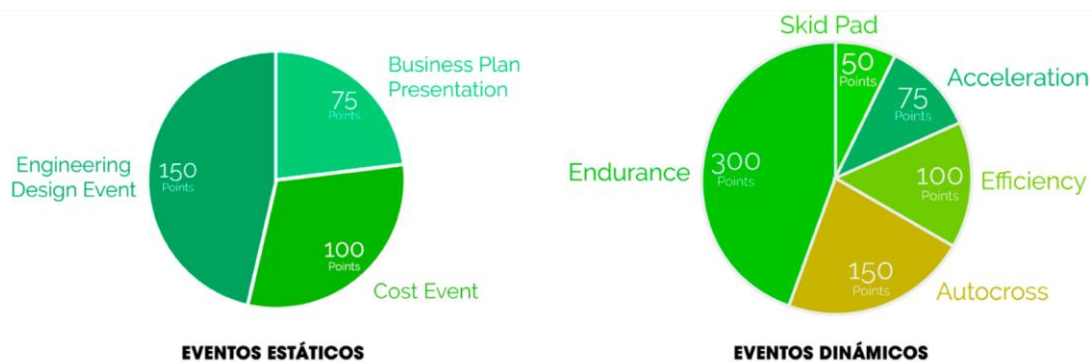 Business Plan
Presentation
75
Points
Engineering
Design Event
150
Points
100
Points
Cost Event
EVENTOS ESTÁTICOS
Skid Pad
50
Points
Acceleration
75
Points
Endurance
300
Points
100
Points
Efficiency
150
Points
Autocross
EVENTOS DINÁMICOS